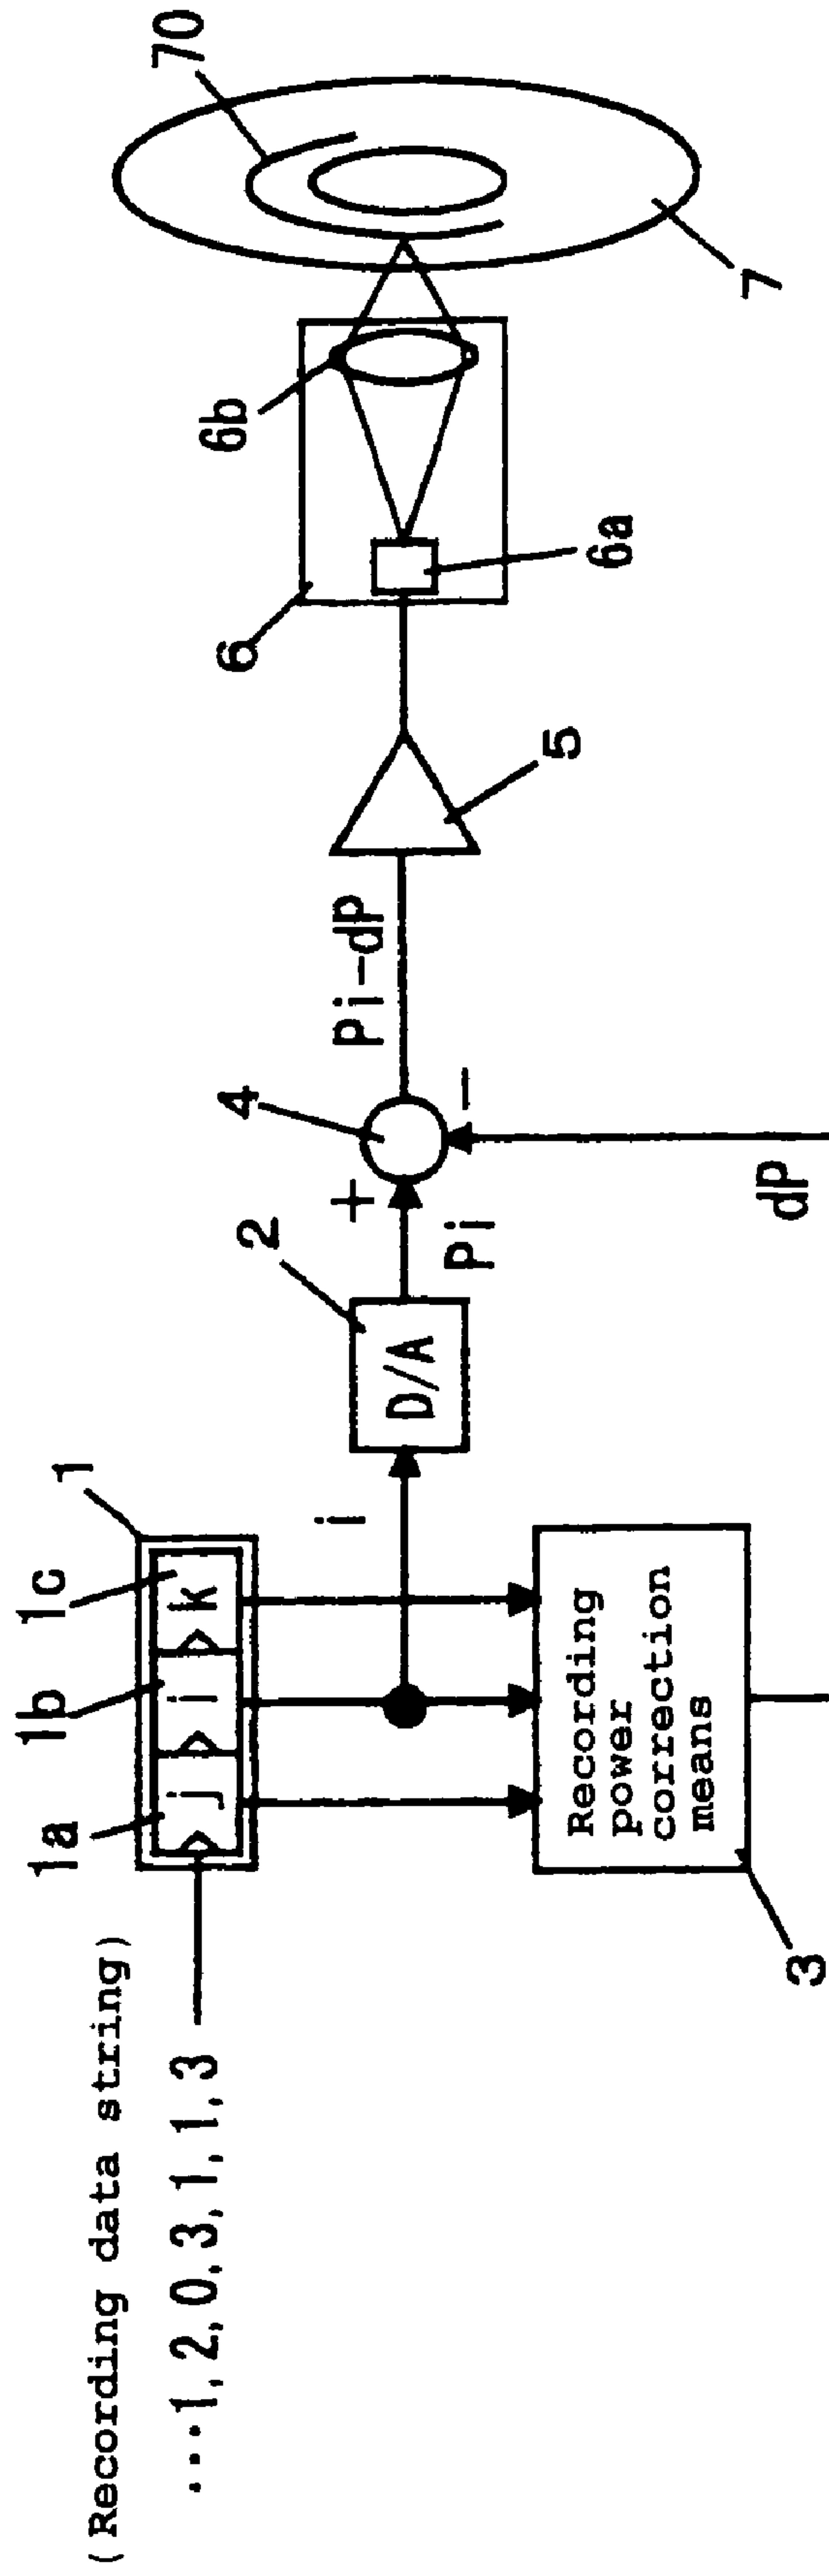 (Recording data string)
···1, 2, 0, 3, 1, 1, 3
1a
1b
1c
1
j
i
k
i
2
D/A
Pi
+
4
−
Pi−dP
dP
5
6
6a
6b
70
7
Recording
power
correction
means
3